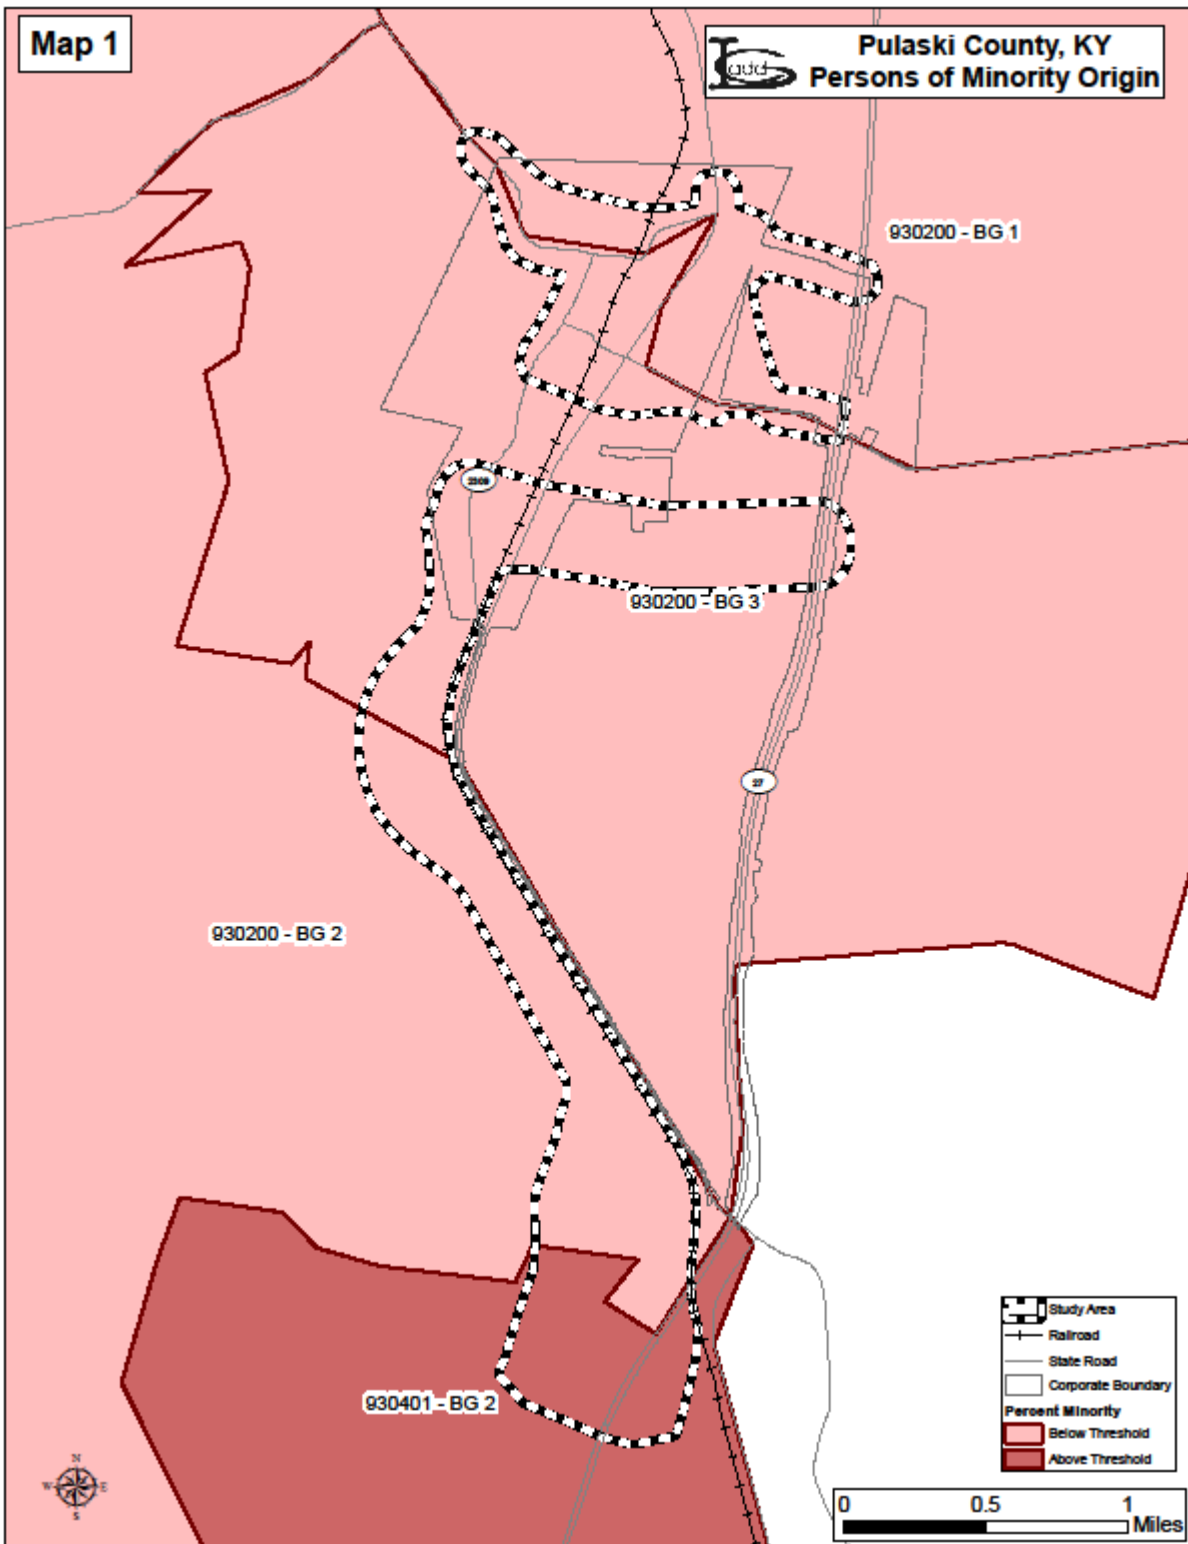 Map 1
Pulaski County, KY
Persons of Minority Origin
add
930200 - BG 1
2309
930200 - BG 3
27
930200 - BG 2
930401 - BG 2
Study Area
Railroad
State Road
Corporate Boundary
Percent Minority
Below Threshold
Above Threshold
N
W E
S
0 0.5 1
Miles